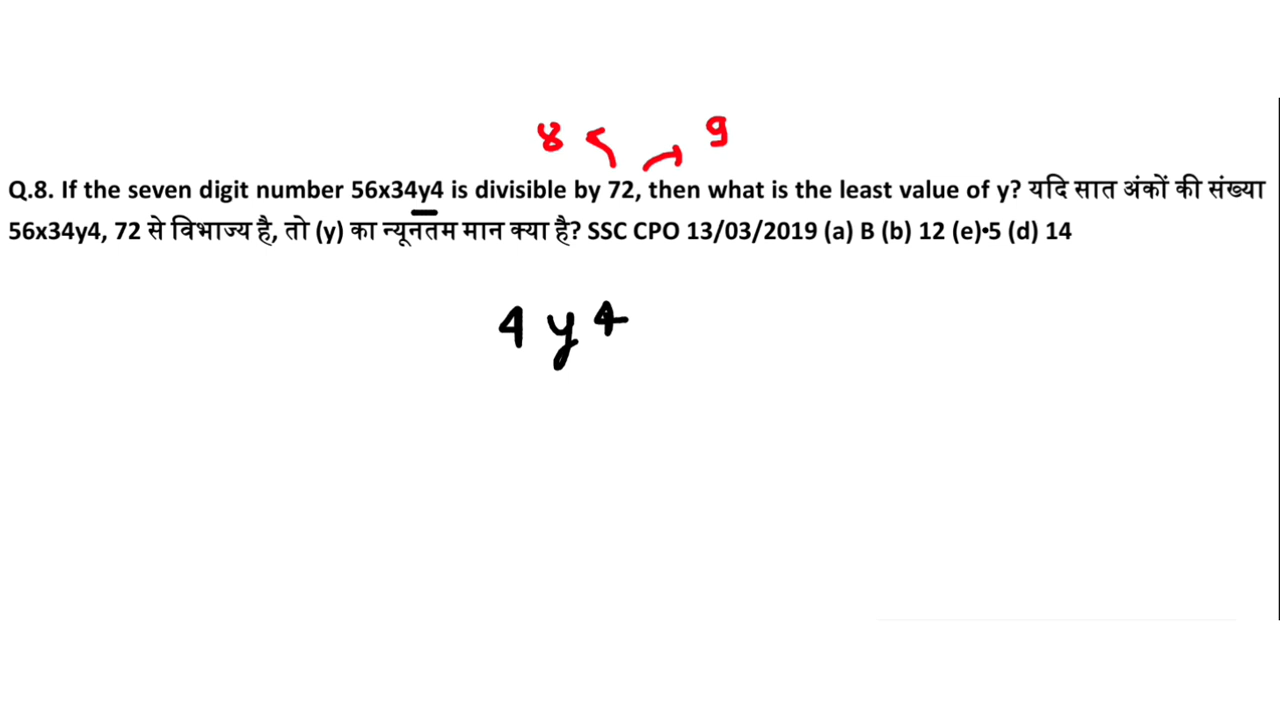 8 9
Q.8. If the seven digit number 56x34y4 is divisible by 72, then what is the least value of y? यदि सात अंकों की संख्या
56x34y4, 72 से विभाज्य है, तो (y) का न्यूनतम मान क्या है? SSC CPO 13/03/2019 (a) B (b) 12 (e)•5 (d) 14
4 y 4